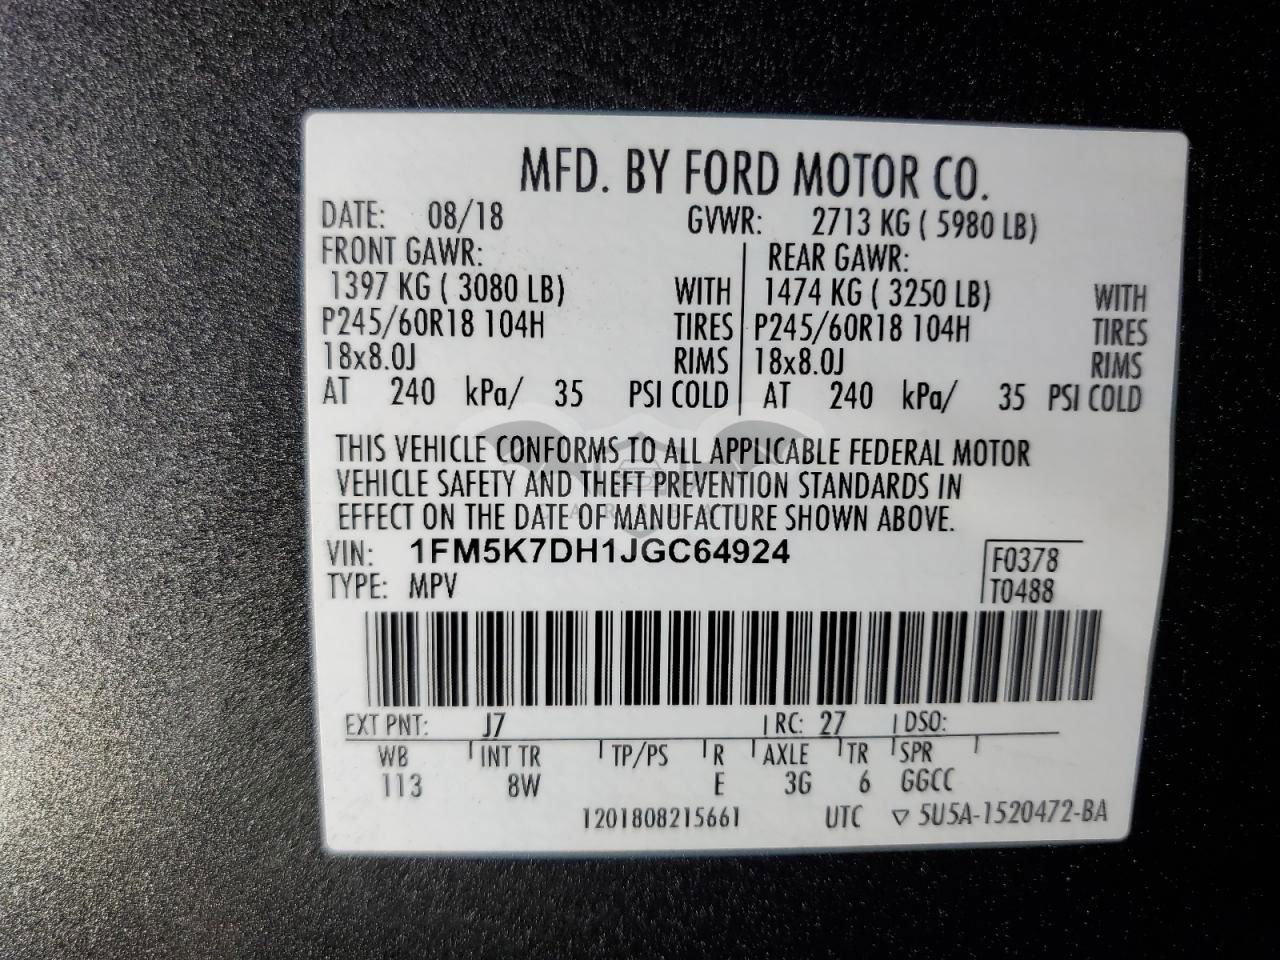 MFD. BY FORD MOTOR CO.
DATE: 08/18 GVWR: 2713 KG ( 5980 LB)
FRONT GAWR: REAR GAWR:
1397 KG ( 3080 LB) WITH 1474 KG ( 3250 LB) WITH
P245/60R18 104H TIRES P245/60R18 104H TIRES
18x8.0J RIMS 18x8.0J RIMS
AT 240 kPa/ 35 PSI COLD AT 240 kPa/ 35 PSI COLD
THIS VEHICLE CONFORMS TO ALL APPLICABLE FEDERAL MOTOR
VEHICLE SAFETY AND THEFT PREVENTION STANDARDS IN
EFFECT ON THE DATE OF MANUFACTURE SHOWN ABOVE.
VIN: 1FM5K7DH1JGC64924 F0378
TYPE: MPV T0488
EXT PNT: J7 RC: 27 DSO:
WB INT TR TP/PS R AXLE TR SPR
113 8W E 3G 6 GGCC
1201808215661 UTC ▽ 5U5A-1520472-BA